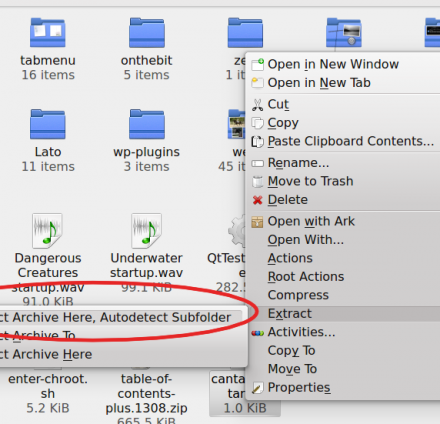 tabmenu
16 items
onthebit
5 items
1 it
Open in New Window
Open in New Tab
Cut
Copy
Paste Clipboard Contents...
Lato
11 items
wp-plugins
3 items
we
45 it
Rename...
Move to Trash
Delete
Open with Ark
Open With...
Actions
Root Actions
Compress
Extract
Activities...
Copy To
Move To
Properties
Dangerous
Creatures
startup.wav
91.0 KiB
Underwater
startup.wav
99.1 KiB
QtTest
e
282.5
ct Archive Here, Autodetect Subfolder
ct Archive To...
ct Archive Here
enter-chroot.
sh
5.2 KiB
table-of-
contents-
plus.1308.zip
665.5 KiB
canta
tar
1.0 KiB